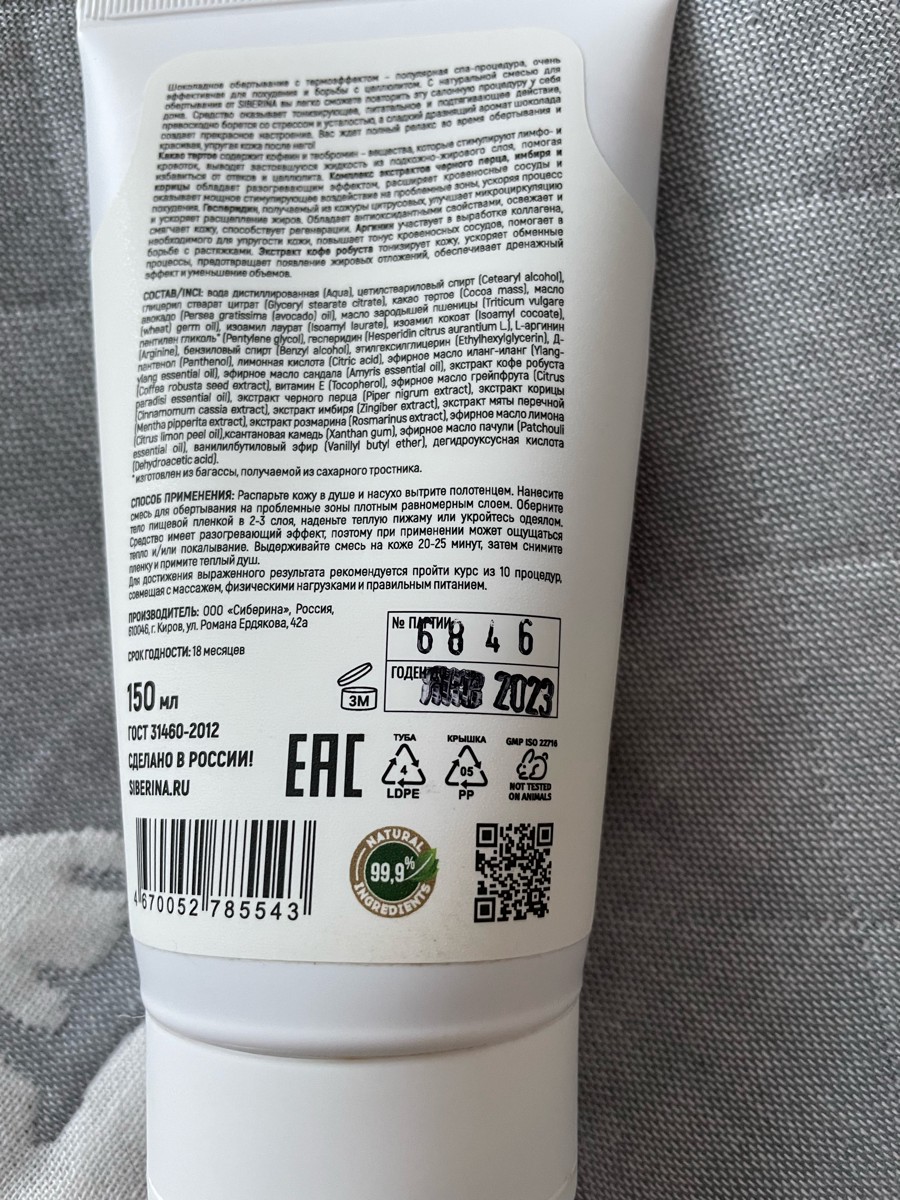 Шоколадное обертывание с термоэффектом – популярная спа-процедура, очень
эффективная для похудения и борьбы с целлюлитом. С натуральной смесью для
обертывания от SIBERINA вы легко сможете повторить эту салонную процедуру у себя
дома. Средство оказывает тонизирующее, питательное и подтягивающее действие,
превосходно борется со стрессом и усталостью, а сладкий дразнящий аромат шоколада
создает прекрасное настроение. Вас ждет полный релакс во время обертывания и
красивая, упругая кожа после него!
Какао тертое содержит кофеин и теобромин – вещества, которые стимулируют лимфо- и
кровоток, выводят застоявшуюся жидкость из подкожно-жирового слоя, помогая
избавиться от отеков и целлюлита. Комплекс экстрактов черного перца, имбиря и
корицы обладает разогревающим эффектом, расширяет кровеносные сосуды и
оказывает мощное стимулирующее воздействие на проблемные зоны, ускоряя процесс
похудения. Гесперидин, получаемый из кожуры цитрусовых, улучшает микроциркуляцию
и ускоряет расщепление жиров. Обладает антиоксидантными свойствами, освежает и
смягчает кожу, способствует регенерации. Аргинин участвует в выработке коллагена,
необходимого для упругости кожи, повышает тонус кровеносных сосудов, помогает в
борьбе с растяжками. Экстракт кофе робуста тонизирует кожу, ускоряет обменные
процессы, предотвращает появление жировых отложений, обеспечивает дренажный
эффект и уменьшение объемов.
СОСТАВ/INCI: вода дистиллированная (Aqua), цетилстеариловый спирт (Cetearyl alcohol),
глицерил стеарат цитрат (Glyceryl stearate citrate), какао тертое (Cocoa mass), масло
авокадо (Persea gratissima (avocado) oil), масло зародышей пшеницы (Triticum vulgare
(wheat) germ oil), изоамил лаурат (Isoamyl laurate), изоамил кокоат (Isoamyl cocoate),
пентилен гликоль* (Pentylene glycol), гесперидин (Hesperidin citrus aurantium L.), L-аргинин
(Arginine), бензиловый спирт (Benzyl alcohol), этилгексилглицерин (Ethylhexylglycerin), Д-
пантенол (Panthenol), лимонная кислота (Citric acid), эфирное масло иланг-иланг (Ylang-
ylang essential oil), эфирное масло сандала (Amyris essential oil), экстракт кофе робуста
(Coffea robusta seed extract), витамин Е (Tocopherol), эфирное масло грейпфрута (Citrus
paradisi essential oil), экстракт черного перца (Piper nigrum extract), экстракт корицы
(Cinnamomum cassia extract), экстракт имбиря (Zingiber extract), экстракт мяты перечной
(Mentha pipperita extract), экстракт розмарина (Rosmarinus extract), эфирное масло лимона
(Citrus limon peel oil),ксантановая камедь (Xanthan gum), эфирное масло пачули (Patchouli
essential oil), ванилилбутиловый эфир (Vanillyl butyl ether), дегидроуксусная кислота
(Dehydroacetic acid).
*изготовлен из багассы, получаемой из сахарного тростника.
СПОСОБ ПРИМЕНЕНИЯ: Распарьте кожу в душе и насухо вытрите полотенцем. Нанесите
смесь для обертывания на проблемные зоны плотным равномерным слоем. Оберните
тело пищевой пленкой в 2-3 слоя, наденьте теплую пижаму или укройтесь одеялом.
Средство имеет разогревающий эффект, поэтому при применении может ощущаться
тепло и/или покалывание. Выдерживайте смесь на коже 20-25 минут, затем снимите
пленку и примите теплый душ.
Для достижения выраженного результата рекомендуется пройти курс из 10 процедур,
совмещая с массажем, физическими нагрузками и правильным питанием.
ПРОИЗВОДИТЕЛЬ: ООО «Сиберина», Россия,
610046, г. Киров, ул. Романа Ердякова, 42а
СРОК ГОДНОСТИ: 18 месяцев
№ ПАРТИИ
6846
ГОДЕН
2023
3M
150 мл
ГОСТ 31460-2012
СДЕЛАНО В РОССИИ!
SIBERINA.RU
EAC
ТУБА
4
LDPE
КРЫШКА
05
PP
GMP ISO 22716
NOT TESTED
ON ANIMALS
4 670052 785543
NATURAL
99,9%
INGREDIENTS